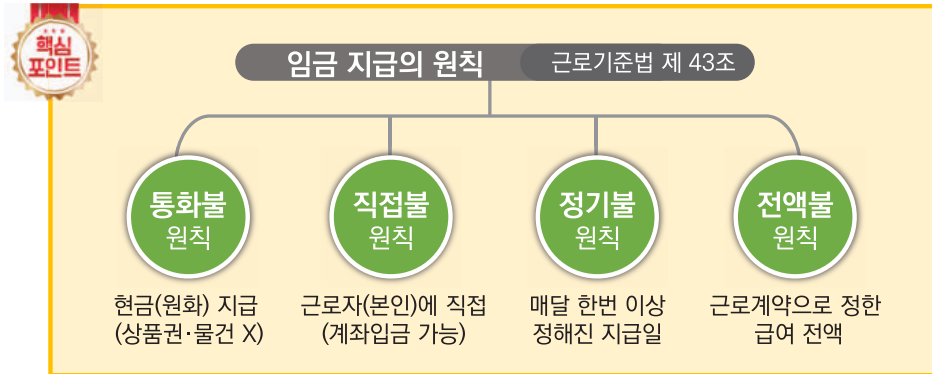 핵심
포인트
임금 지급의 원칙 근로기준법 제 43조
통화불
원칙
직접불
원칙
정기불
원칙
전액불
원칙
현금(원화) 지급
(상품권·물건 X)
근로자(본인)에 직접
(계좌입금 가능)
매달 한번 이상
정해진 지급일
근로계약으로 정한
급여 전액